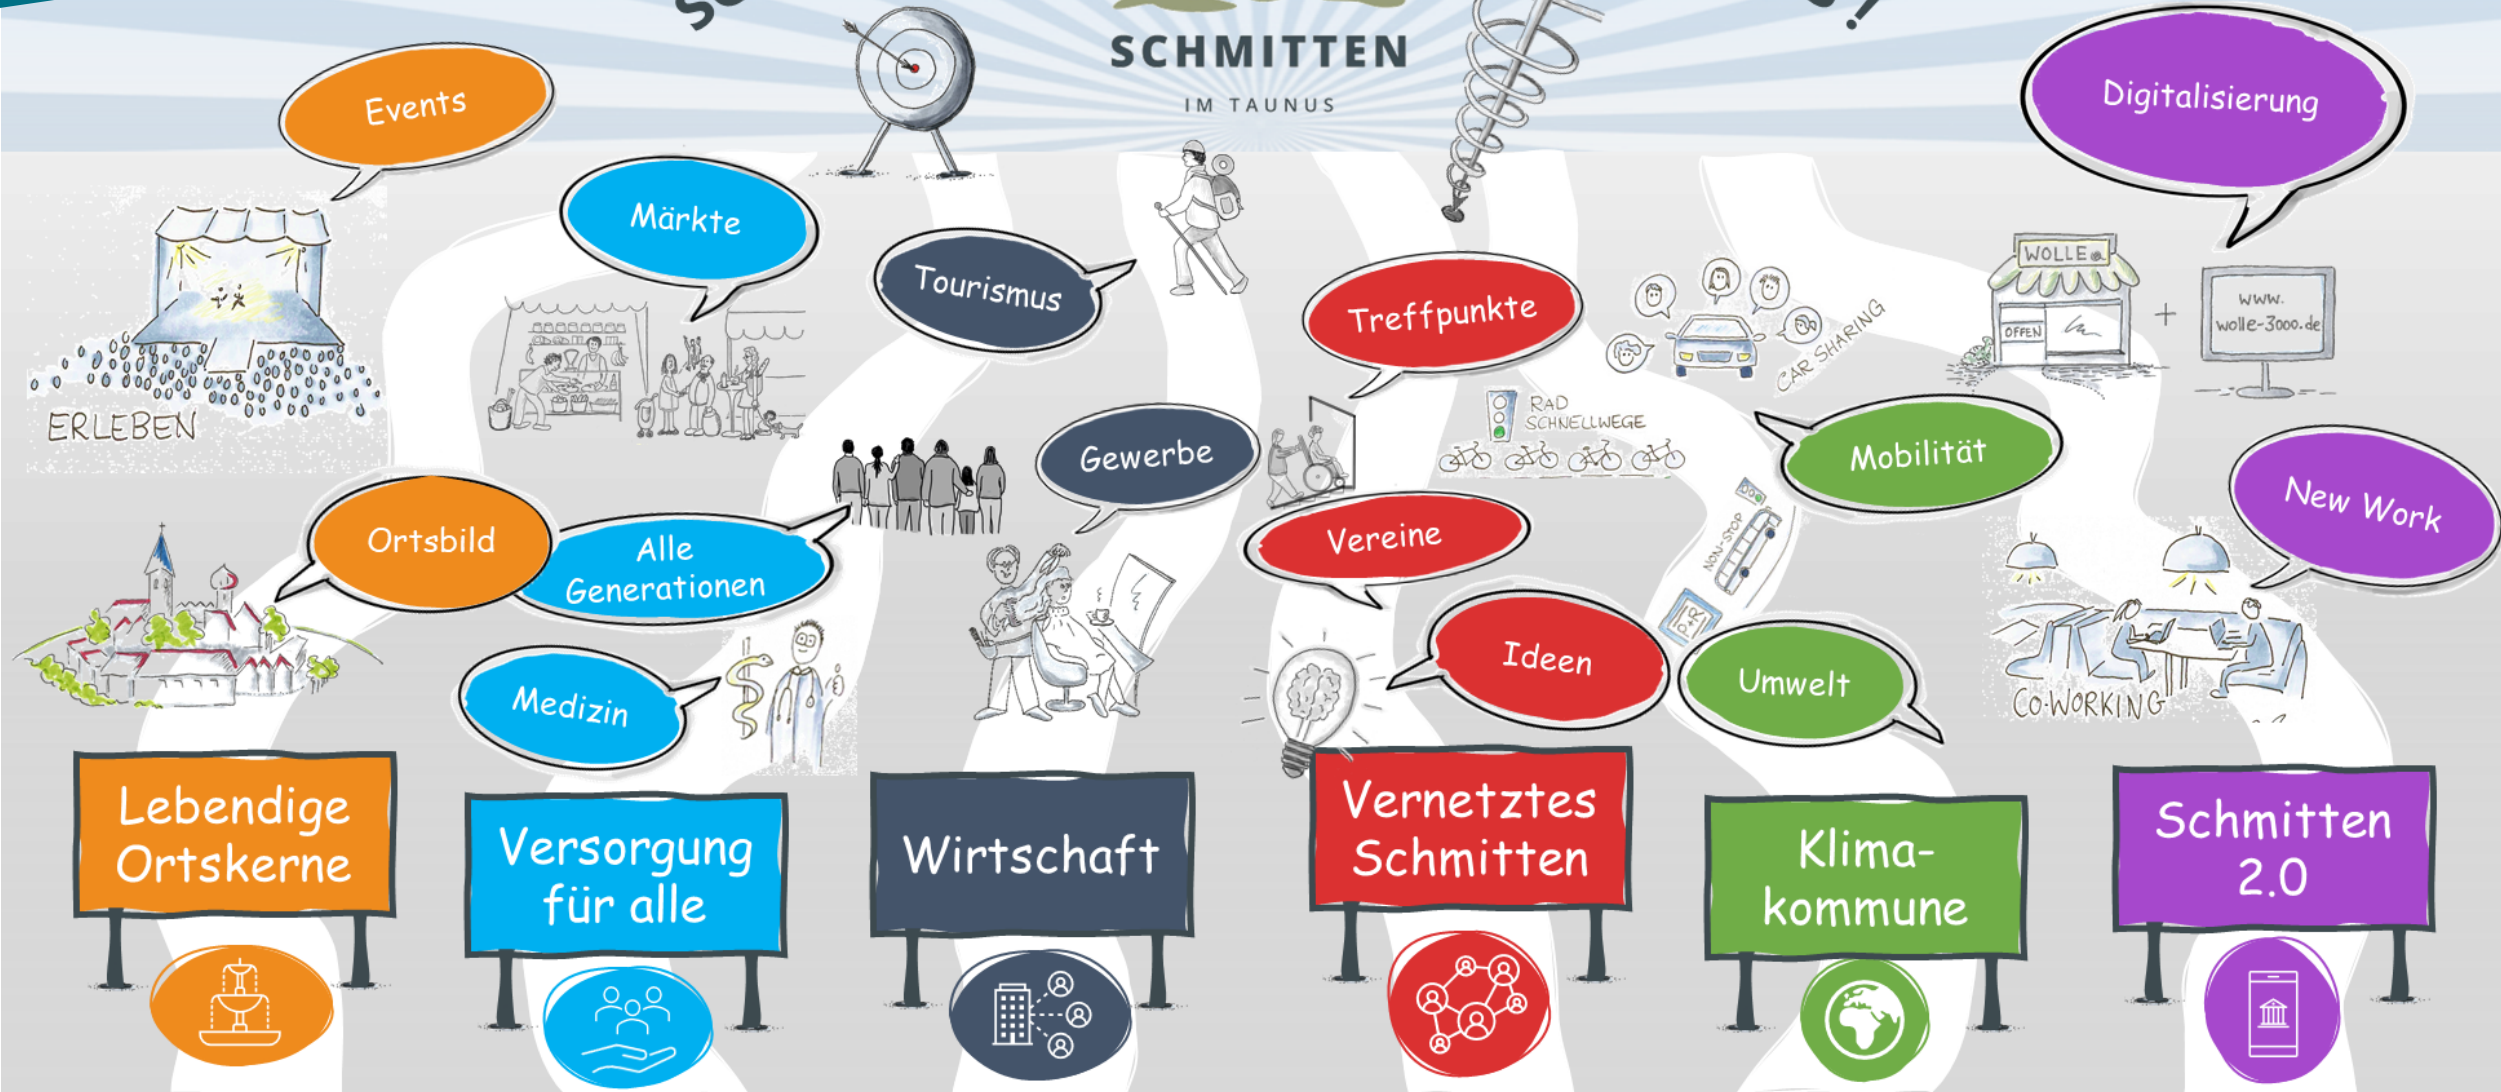 SCHMITTEN
IM TAUNUS
Events
Digitalisierung
Märkte
Tourismus
Treffpunkte
CAR SHARING
WOLLE
OFFEN
+
www.
wolle-3000.de
ERLEBEN
RAD
SCHNELLWEGE
Gewerbe
Mobilität
New Work
Ortsbild
Alle
Generationen
Vereine
NON-STOP
P+R
Medizin
Ideen
Umwelt
CO-WORKING
Lebendige
Ortskerne
Versorgung
für alle
Wirtschaft
Vernetztes
Schmitten
Klima-
kommune
Schmitten
2.0